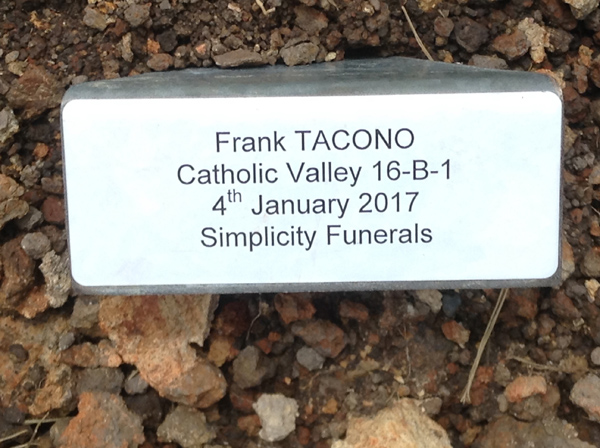 Frank TACONO
Catholic Valley 16-B-1
4th January 2017
Simplicity Funerals